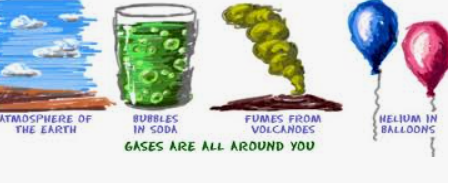 ATMOSPHERE OF
THE EARTH
BUBBLES
IN SODA
FUMES FROM
VOLCANOES
HELIUM IN
BALLOONS
GASES ARE ALL AROUND YOU